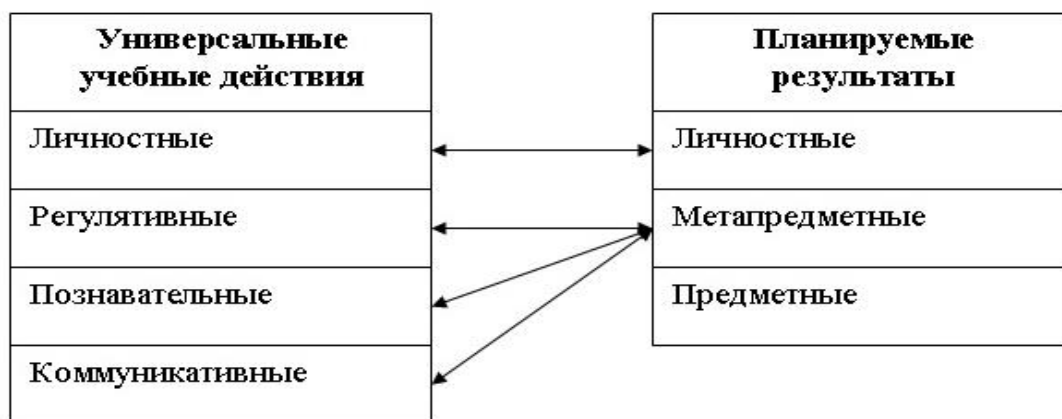 Универсальные
учебные действия
Личностные
Регулятивные
Познавательные
Коммуникативные
Планируемые
результаты
Личностные
Метапредметные
Предметные